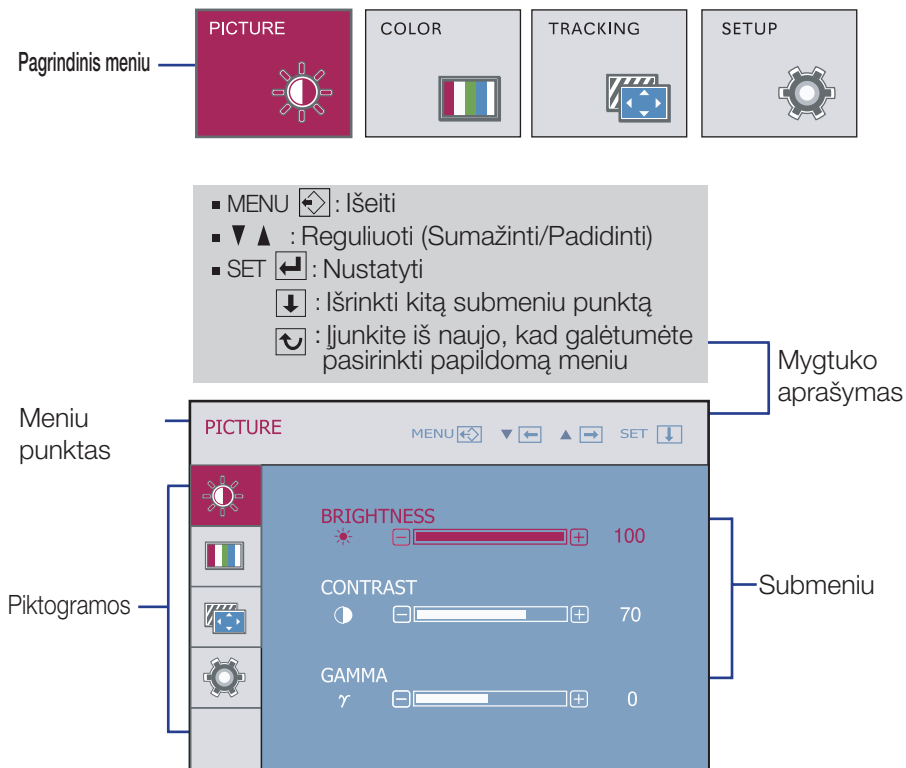 PICTURE
COLOR
TRACKING
SETUP
Pagrindinis meniu
MENU : Išeiti
▼ ▲ : Reguliuoti (Sumažinti/Padidinti)
SET : Nustatyti
: Išrinkti kitą submeniu punktą
: Įjunkite iš naujo, kad galėtumėte
pasirinkti papildomą meniu
Mygtuko
aprašymas
Meniu
punktas
PICTURE
MENU ▼ ▲ SET
BRIGHTNESS
100
CONTRAST
70
GAMMA
γ 0
Piktogramos
Submeniu